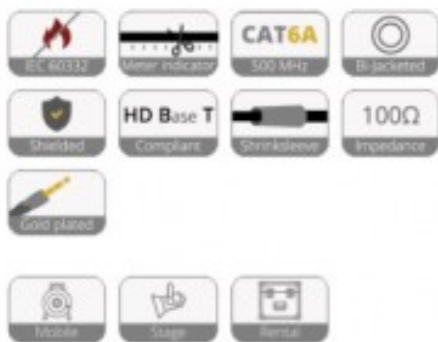 IEC 60332
Meter indicator
CAT6A
500 MHz
Bi-Jacketed
Shielded
HD Base T
Compliant
Shrinksleeve
100Ω
Impedance
Gold plated
Mobile
Stage
Rental